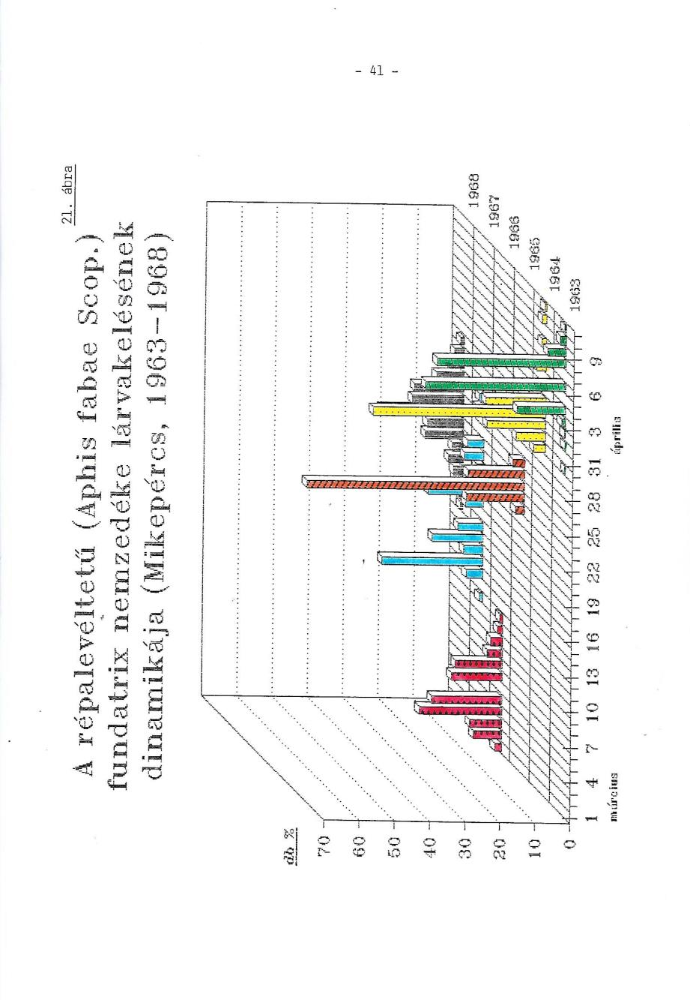 - 41 -
21. ábra
A répalevéltetű (Aphis fabae Scop.)
fundatrix nemzedéke lárvakelésének
dinamikája (Mikepércs, 1963-1968)
db %
70
60
50
40
30
20
10
0
1 4 7 10 13 16 19 22 25 28 31 3 6 9
március április
1963
1964
1965
1966
1967
1968